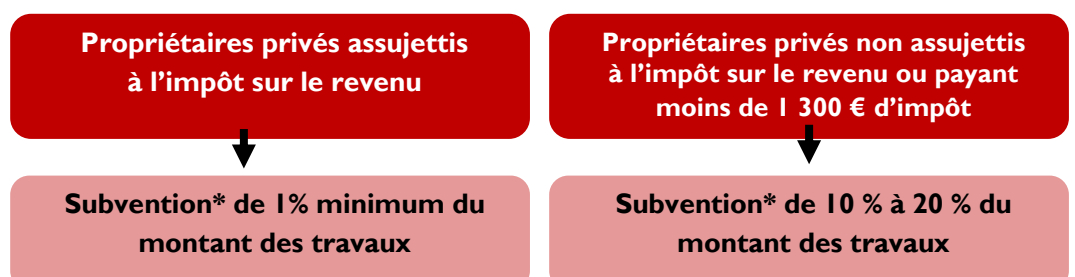 Propriétaires privés assujettis
à l’impôt sur le revenu
Propriétaires privés non assujettis
à l’impôt sur le revenu ou payant
moins de 1 300 € d’impôt
Subvention* de 1% minimum du
montant des travaux
Subvention* de 10 % à 20 % du
montant des travaux